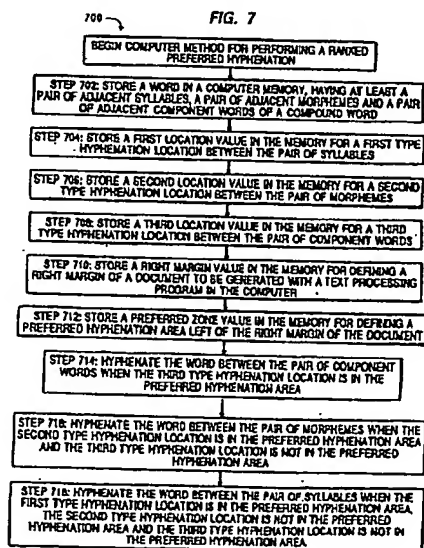 FIG. 7
700
BEGIN COMPUTER METHOD FOR PERFORMING A RANKED
PREFERRED HYPHENATION
STEP 702: STORE A WORD IN A COMPUTER MEMORY, HAVING AT LEAST A
PAIR OF ADJACENT SYLLABLES, A PAIR OF ADJACENT MORPHEMES AND A PAIR
OF ADJACENT COMPONENT WORDS OF A COMPOUND WORD
STEP 704: STORE A FIRST LOCATION VALUE IN THE MEMORY FOR A FIRST TYPE
HYPHENATION LOCATION BETWEEN THE PAIR OF SYLLABLES
STEP 706: STORE A SECOND LOCATION VALUE IN THE MEMORY FOR A SECOND
TYPE HYPHENATION LOCATION BETWEEN THE PAIR OF MORPHEMES
STEP 708: STORE A THIRD LOCATION VALUE IN THE MEMORY FOR A THIRD
TYPE HYPHENATION LOCATION BETWEEN THE PAIR OF COMPONENT WORDS
STEP 710: STORE A RIGHT MARGIN VALUE IN THE MEMORY FOR DEFINING A
RIGHT MARGIN OF A DOCUMENT TO BE GENERATED WITH A TEXT PROCESSING
PROGRAM IN THE COMPUTER
STEP 712: STORE A PREFERRED ZONE VALUE IN THE MEMORY FOR DEFINING A
PREFERRED HYPHENATION AREA LEFT OF THE RIGHT MARGIN OF THE DOCUMENT
STEP 714: HYPHENATE THE WORD BETWEEN THE PAIR OF COMPONENT
WORDS WHEN THE THIRD TYPE HYPHENATION LOCATION IS IN THE
PREFERRED HYPHENATION AREA
STEP 716: HYPHENATE THE WORD BETWEEN THE PAIR OF MORPHEMES WHEN THE
SECOND TYPE HYPHENATION LOCATION IS IN THE PREFERRED HYPHENATION AREA
AND THE THIRD TYPE HYPHENATION LOCATION IS NOT IN THE PREFERRED
HYPHENATION AREA
STEP 718: HYPHENATE THE WORD BETWEEN THE PAIR OF SYLLABLES WHEN THE
FIRST TYPE HYPHENATION LOCATION IS IN THE PREFERRED HYPHENATION AREA,
THE SECOND TYPE HYPHENATION LOCATION IS NOT IN THE PREFERRED
HYPHENATION AREA AND THE THIRD TYPE HYPHENATION LOCATION IS NOT IN
THE PREFERRED HYPHENATION AREA